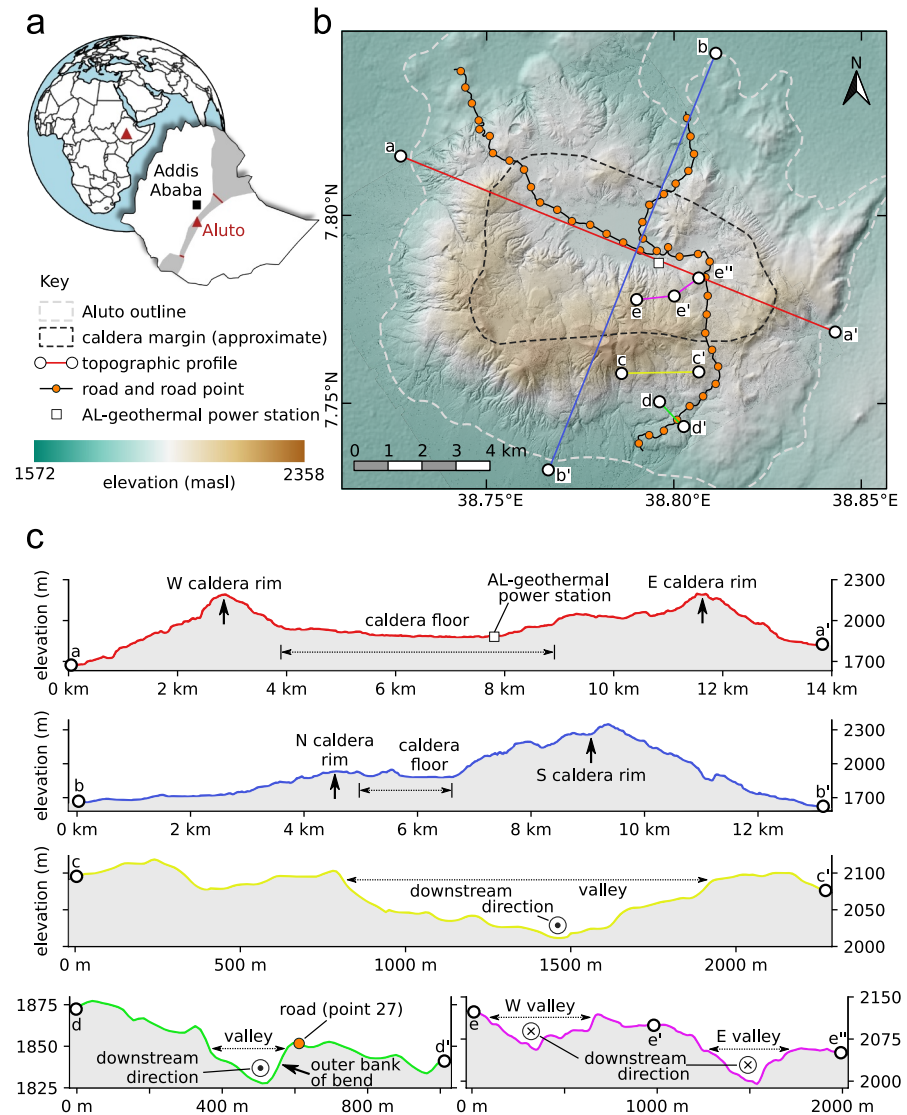 a
Addis
Ababa
Aluto
Key
Aluto outline
caldera margin (approximate)
topographic profile
road and road point
AL-geothermal power station
1572
2358
elevation (masl)
b
N
b
a
7.80°N
e''
e
e'
a'
c
c'
7.75°N
d
d'
0 1 2 3 4 km
b'
38.75°E
38.80°E
38.85°E
c
elevation (m)
W caldera rim
AL-geothermal
power station
E caldera rim
2300
caldera floor
2000
a
a'
1700
0 km
2 km
4 km
6 km
8 km
10 km
12 km
14 km
elevation (m)
N caldera
rim
caldera
floor
S caldera rim
2300
2000
b
b'
1700
0 km
2 km
4 km
6 km
8 km
10 km
12 km
elevation (m)
c
c'
2100
downstream
direction
valley
2050
2000
0 m
500 m
1000 m
1500 m
2000 m
1875
d
road (point 27)
valley
1850
d'
downstream
direction
outer bank
of bend
1825
0 m
400 m
800 m
e
W valley
2150
e'
E valley
2075
e''
downstream
direction
2000
0 m
500 m
1000 m
1500 m
2000 m